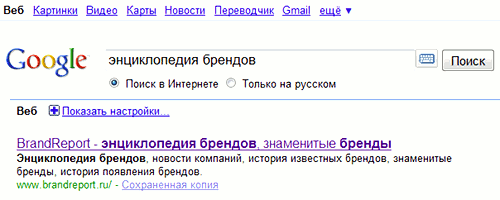 Веб Картинки Видео Карты Новости Переводчик Gmail ещё ▼
Google энциклопедия брендов Поиск
Поиск в Интернете Только на русском
Веб Показать настройки...
BrandReport - энциклопедия брендов, знаменитые бренды
Энциклопедия брендов, новости компаний, история известных брендов, знаменитые
бренды, история появления брендов.
www.brandreport.ru/ - Сохраненная копия